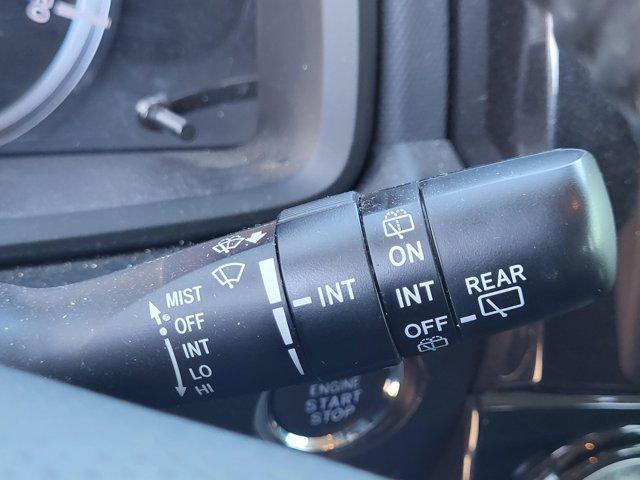 MIST
OFF
INT
LO
HI
INT
ON
INT
OFF
REAR
ENGINE
START
STOP